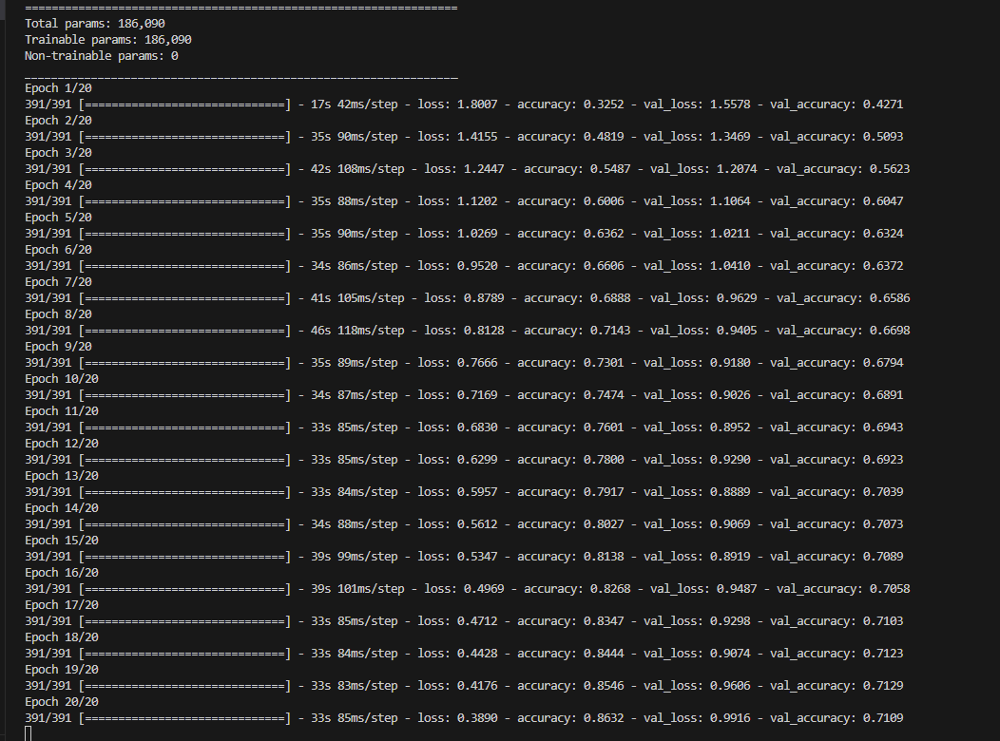 =================================================================
Total params: 186,090
Trainable params: 186,090
Non-trainable params: 0
_________________________________________________________________
Epoch 1/20
391/391 [==============================] - 17s 42ms/step - loss: 1.8007 - accuracy: 0.3252 - val_loss: 1.5578 - val_accuracy: 0.4271
Epoch 2/20
391/391 [==============================] - 35s 90ms/step - loss: 1.4155 - accuracy: 0.4819 - val_loss: 1.3469 - val_accuracy: 0.5093
Epoch 3/20
391/391 [==============================] - 42s 108ms/step - loss: 1.2447 - accuracy: 0.5487 - val_loss: 1.2074 - val_accuracy: 0.5623
Epoch 4/20
391/391 [==============================] - 35s 88ms/step - loss: 1.1202 - accuracy: 0.6006 - val_loss: 1.1064 - val_accuracy: 0.6047
Epoch 5/20
391/391 [==============================] - 35s 90ms/step - loss: 1.0269 - accuracy: 0.6362 - val_loss: 1.0211 - val_accuracy: 0.6324
Epoch 6/20
391/391 [==============================] - 34s 86ms/step - loss: 0.9520 - accuracy: 0.6606 - val_loss: 1.0410 - val_accuracy: 0.6372
Epoch 7/20
391/391 [==============================] - 41s 105ms/step - loss: 0.8789 - accuracy: 0.6888 - val_loss: 0.9629 - val_accuracy: 0.6586
Epoch 8/20
391/391 [==============================] - 46s 118ms/step - loss: 0.8128 - accuracy: 0.7143 - val_loss: 0.9405 - val_accuracy: 0.6698
Epoch 9/20
391/391 [==============================] - 35s 89ms/step - loss: 0.7666 - accuracy: 0.7301 - val_loss: 0.9180 - val_accuracy: 0.6794
Epoch 10/20
391/391 [==============================] - 34s 87ms/step - loss: 0.7169 - accuracy: 0.7474 - val_loss: 0.9026 - val_accuracy: 0.6891
Epoch 11/20
391/391 [==============================] - 33s 85ms/step - loss: 0.6830 - accuracy: 0.7601 - val_loss: 0.8952 - val_accuracy: 0.6943
Epoch 12/20
391/391 [==============================] - 33s 85ms/step - loss: 0.6299 - accuracy: 0.7800 - val_loss: 0.9290 - val_accuracy: 0.6923
Epoch 13/20
391/391 [==============================] - 33s 84ms/step - loss: 0.5957 - accuracy: 0.7917 - val_loss: 0.8889 - val_accuracy: 0.7039
Epoch 14/20
391/391 [==============================] - 34s 88ms/step - loss: 0.5612 - accuracy: 0.8027 - val_loss: 0.9069 - val_accuracy: 0.7073
Epoch 15/20
391/391 [==============================] - 39s 99ms/step - loss: 0.5347 - accuracy: 0.8138 - val_loss: 0.8919 - val_accuracy: 0.7089
Epoch 16/20
391/391 [==============================] - 39s 101ms/step - loss: 0.4969 - accuracy: 0.8268 - val_loss: 0.9487 - val_accuracy: 0.7058
Epoch 17/20
391/391 [==============================] - 33s 85ms/step - loss: 0.4712 - accuracy: 0.8347 - val_loss: 0.9298 - val_accuracy: 0.7103
Epoch 18/20
391/391 [==============================] - 33s 84ms/step - loss: 0.4428 - accuracy: 0.8444 - val_loss: 0.9074 - val_accuracy: 0.7123
Epoch 19/20
391/391 [==============================] - 33s 83ms/step - loss: 0.4176 - accuracy: 0.8546 - val_loss: 0.9606 - val_accuracy: 0.7129
Epoch 20/20
391/391 [==============================] - 33s 85ms/step - loss: 0.3890 - accuracy: 0.8632 - val_loss: 0.9916 - val_accuracy: 0.7109